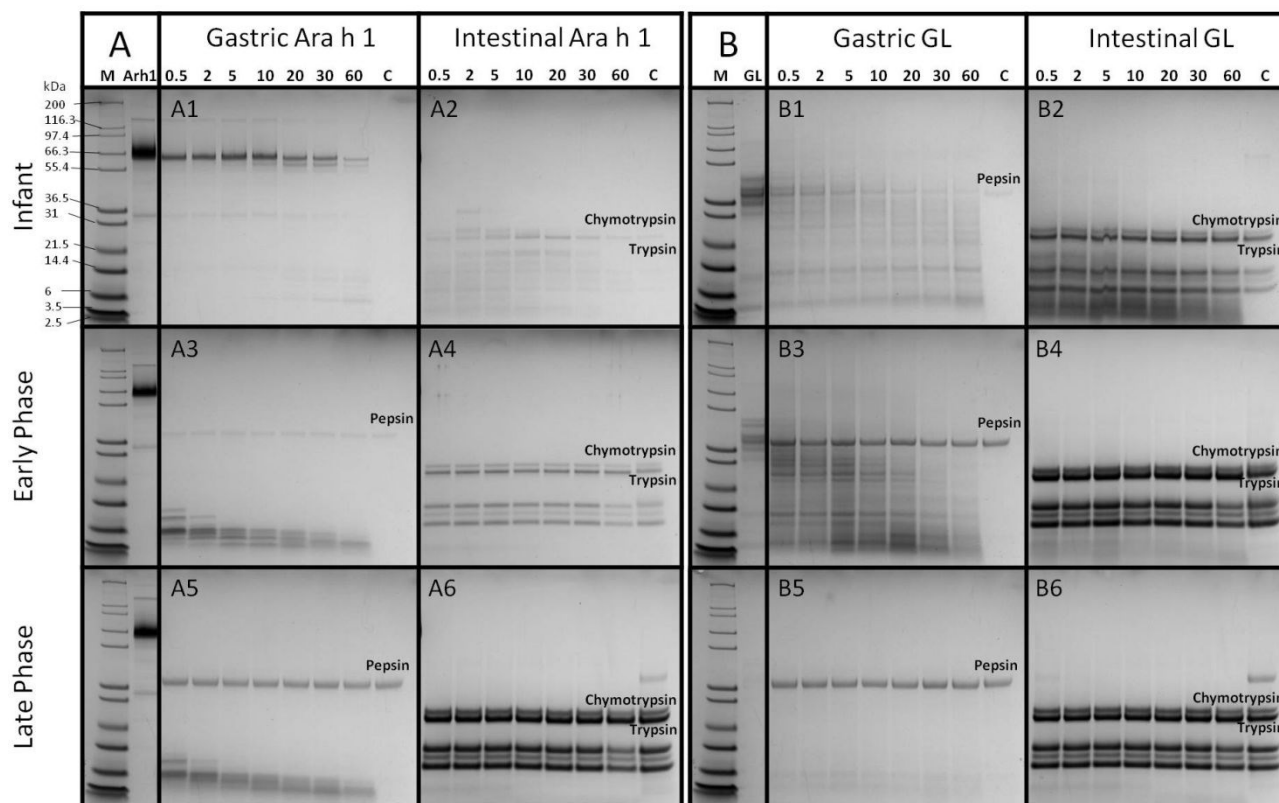 A Gastric Ara h 1 Intestinal Ara h 1 B Gastric GL Intestinal GL
M Arh1 0.5 2 5 10 20 30 60 C 0.5 2 5 10 20 30 60 C M GL 0.5 2 5 10 20 30 60 C 0.5 2 5 10 20 30 60 C
kDa
200
116.3
97.4
66.3
55.4
36.5
31
21.5
14.4
6
3.5
2.5
Infant
A1
A2
Chymotrypsin
Trypsin
B1
Pepsin
B2
Chymotrypsin
Trypsin
Early Phase
A3
Pepsin
A4
Chymotrypsin
Trypsin
B3
Pepsin
B4
Chymotrypsin
Trypsin
Late Phase
A5
Pepsin
A6
Chymotrypsin
Trypsin
B5
Pepsin
B6
Chymotrypsin
Trypsin